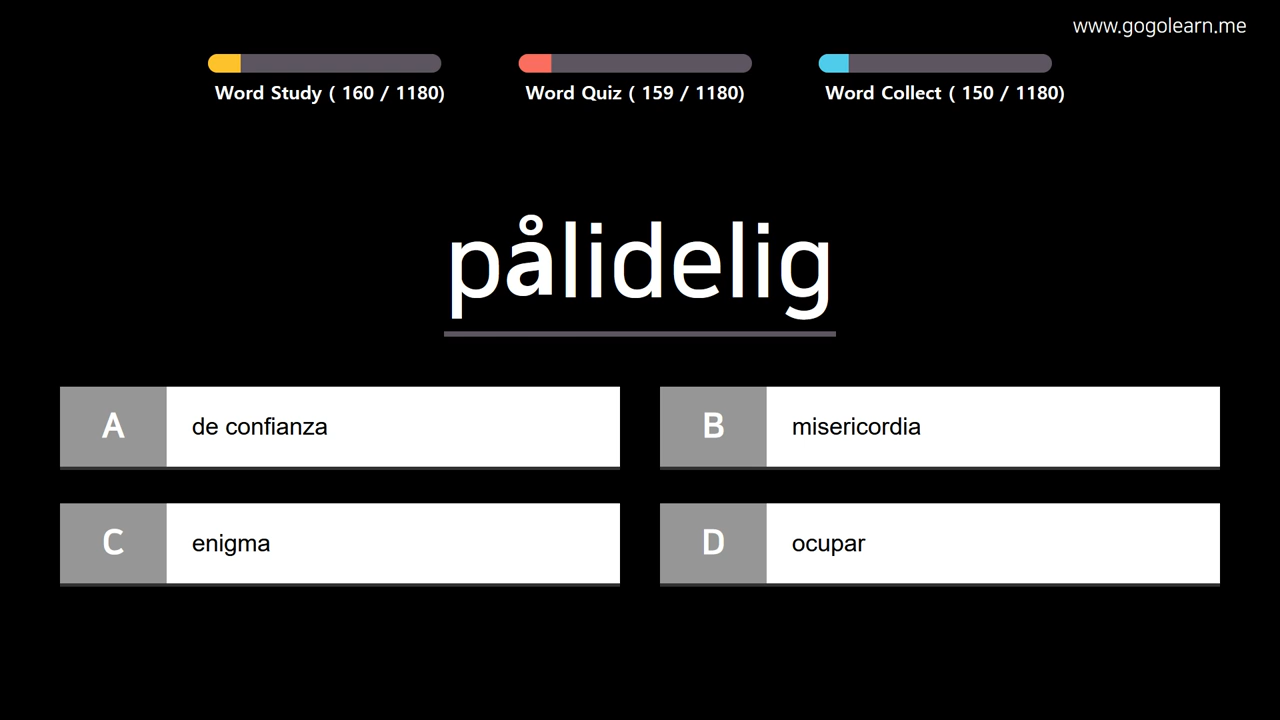 www.gogolearn.me
Word Study ( 160 / 1180)
Word Quiz ( 159 / 1180)
Word Collect ( 150 / 1180)
pålidelig
A de confianza
B misericordia
C enigma
D ocupar